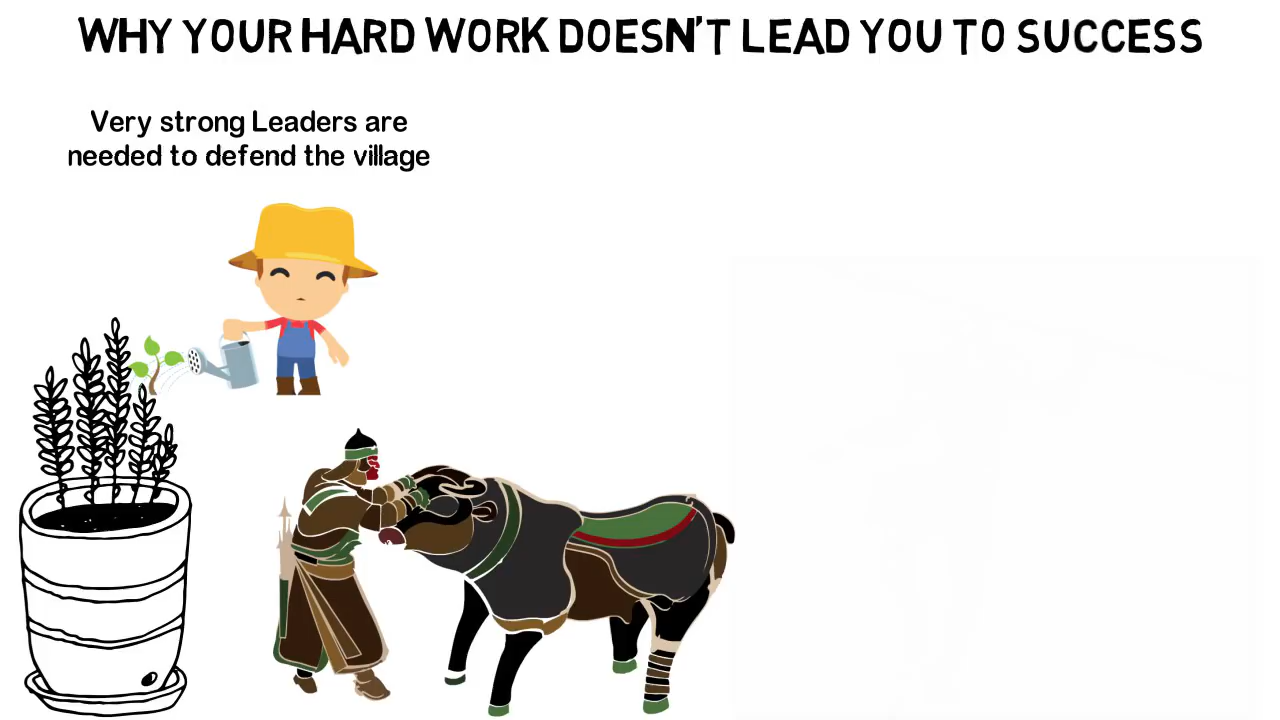 WHY YOUR HARD WORK DOESN'T LEAD YOU TO SUCCESS
Very strong Leaders are
needed to defend the village